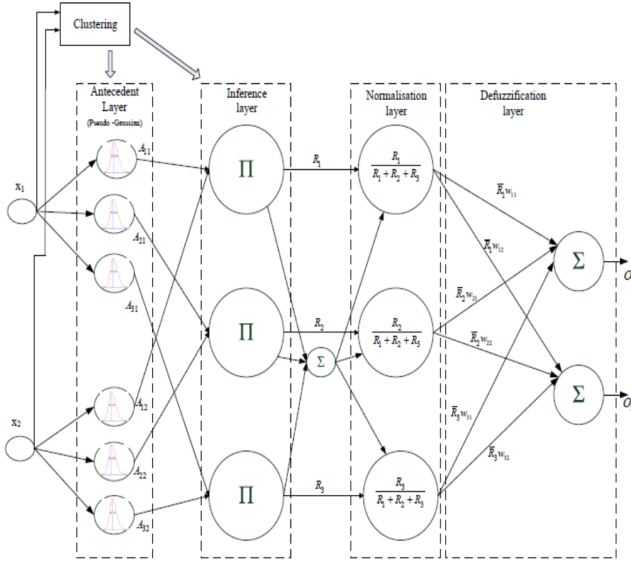 Clustering
Antecedent
Layer
(Pseudo -Gaussian)
Inference
layer
Normalisation
layer
Defuzzification
layer
x₁
x₂
A₁₁
A₂₁
A₃₁
A₁₂
A₂₂
A₃₂
Π
Π
Π
R₁
R₂
R₃
Σ
R₁
R₁ + R₂ + R₃
R₂
R₁ + R₂ + R₃
R₃
R₁ + R₂ + R₃
R̅₁w₁₁
R̅₁w₁₂
R̅₂w₂₁
R̅₂w₂₂
R̅₃w₃₁
R̅₃w₃₂
Σ
Σ
O
O